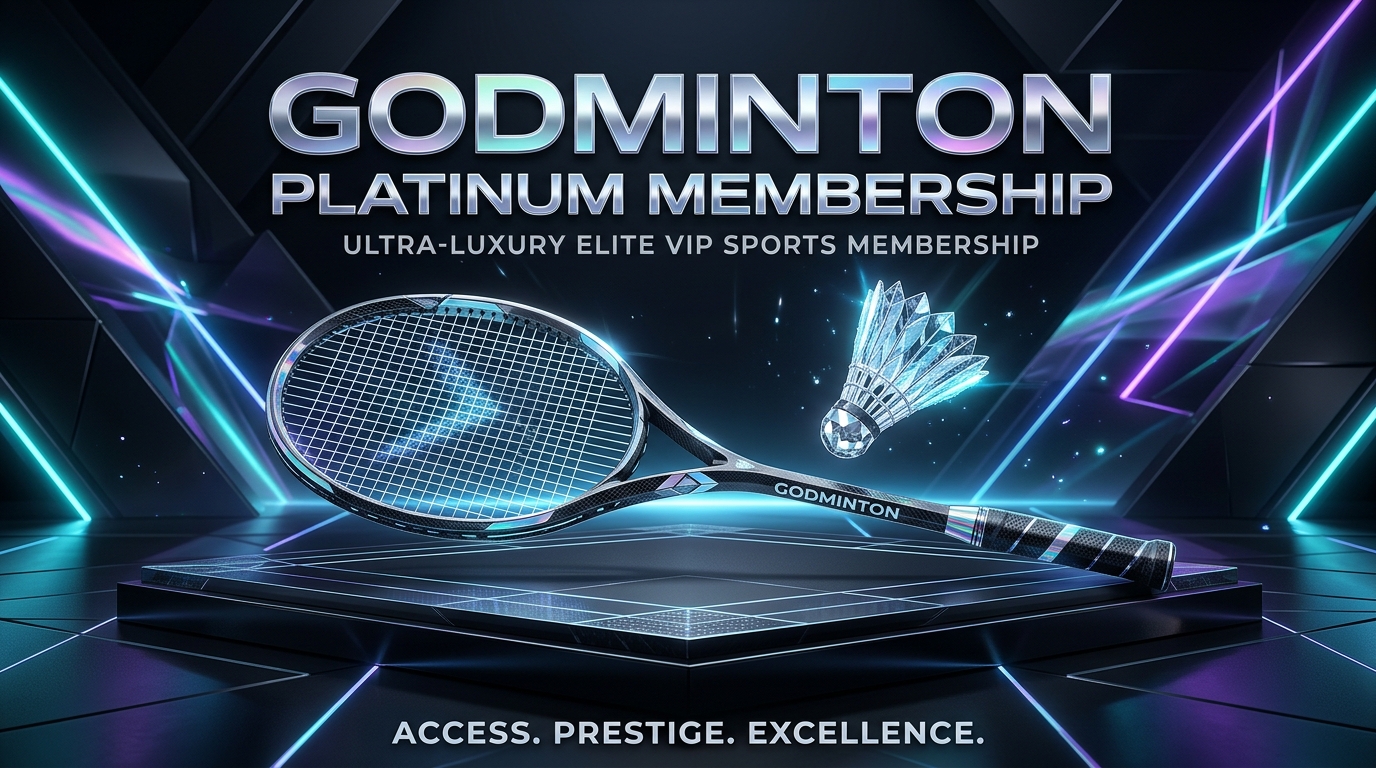 GODMINTON
PLATINUM MEMBERSHIP
ULTRA-LUXURY ELITE VIP SPORTS MEMBERSHIP
GODMINTON
ACCESS. PRESTIGE. EXCELLENCE.